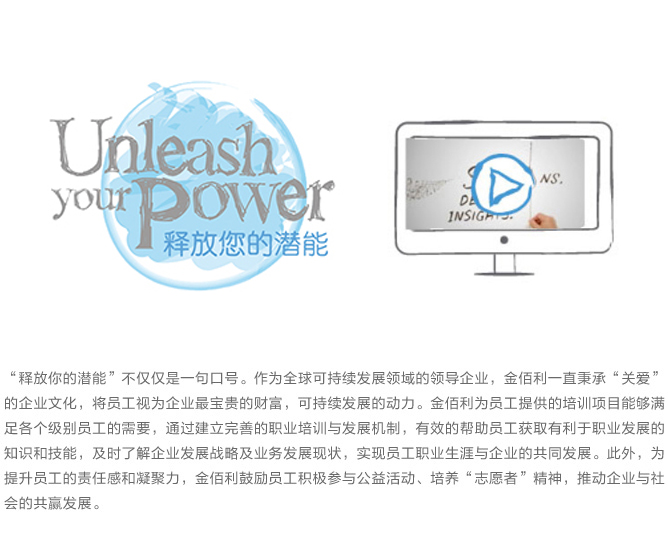 Unleash
your Power
释放您的潜能
NS.
INSIGHTS.
“释放你的潜能”不仅仅是一句口号。作为全球可持续发展领域的领导企业，金佰利一直秉承“关爱”
的企业文化，将员工视为企业最宝贵的财富，可持续发展的动力。金佰利为员工提供的培训项目能够满
足各个级别员工的需要，通过建立完善的职业培训与发展机制，有效的帮助员工获取有利于职业发展的
知识和技能，及时了解企业发展战略及业务发展现状，实现员工职业生涯与企业的共同发展。此外，为
提升员工的责任感和凝聚力，金佰利鼓励员工积极参与公益活动、培养“志愿者”精神，推动企业与社
会的共赢发展。